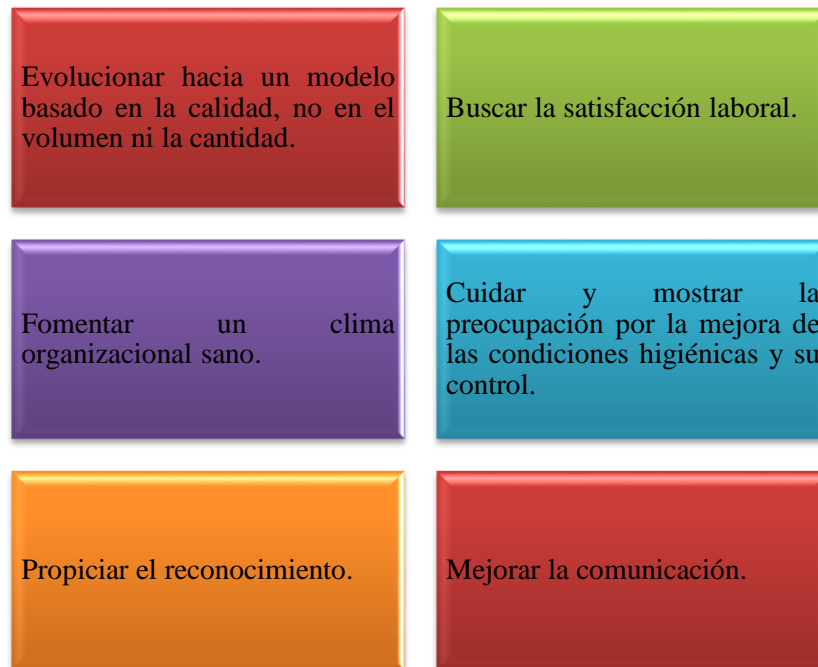 Evolucionar hacia un modelo
basado en la calidad, no en el
volumen ni la cantidad.
Buscar la satisfacción laboral.
Fomentar un clima
organizacional sano.
Cuidar y mostrar la
preocupación por la mejora de
las condiciones higiénicas y su
control.
Propiciar el reconocimiento.
Mejorar la comunicación.